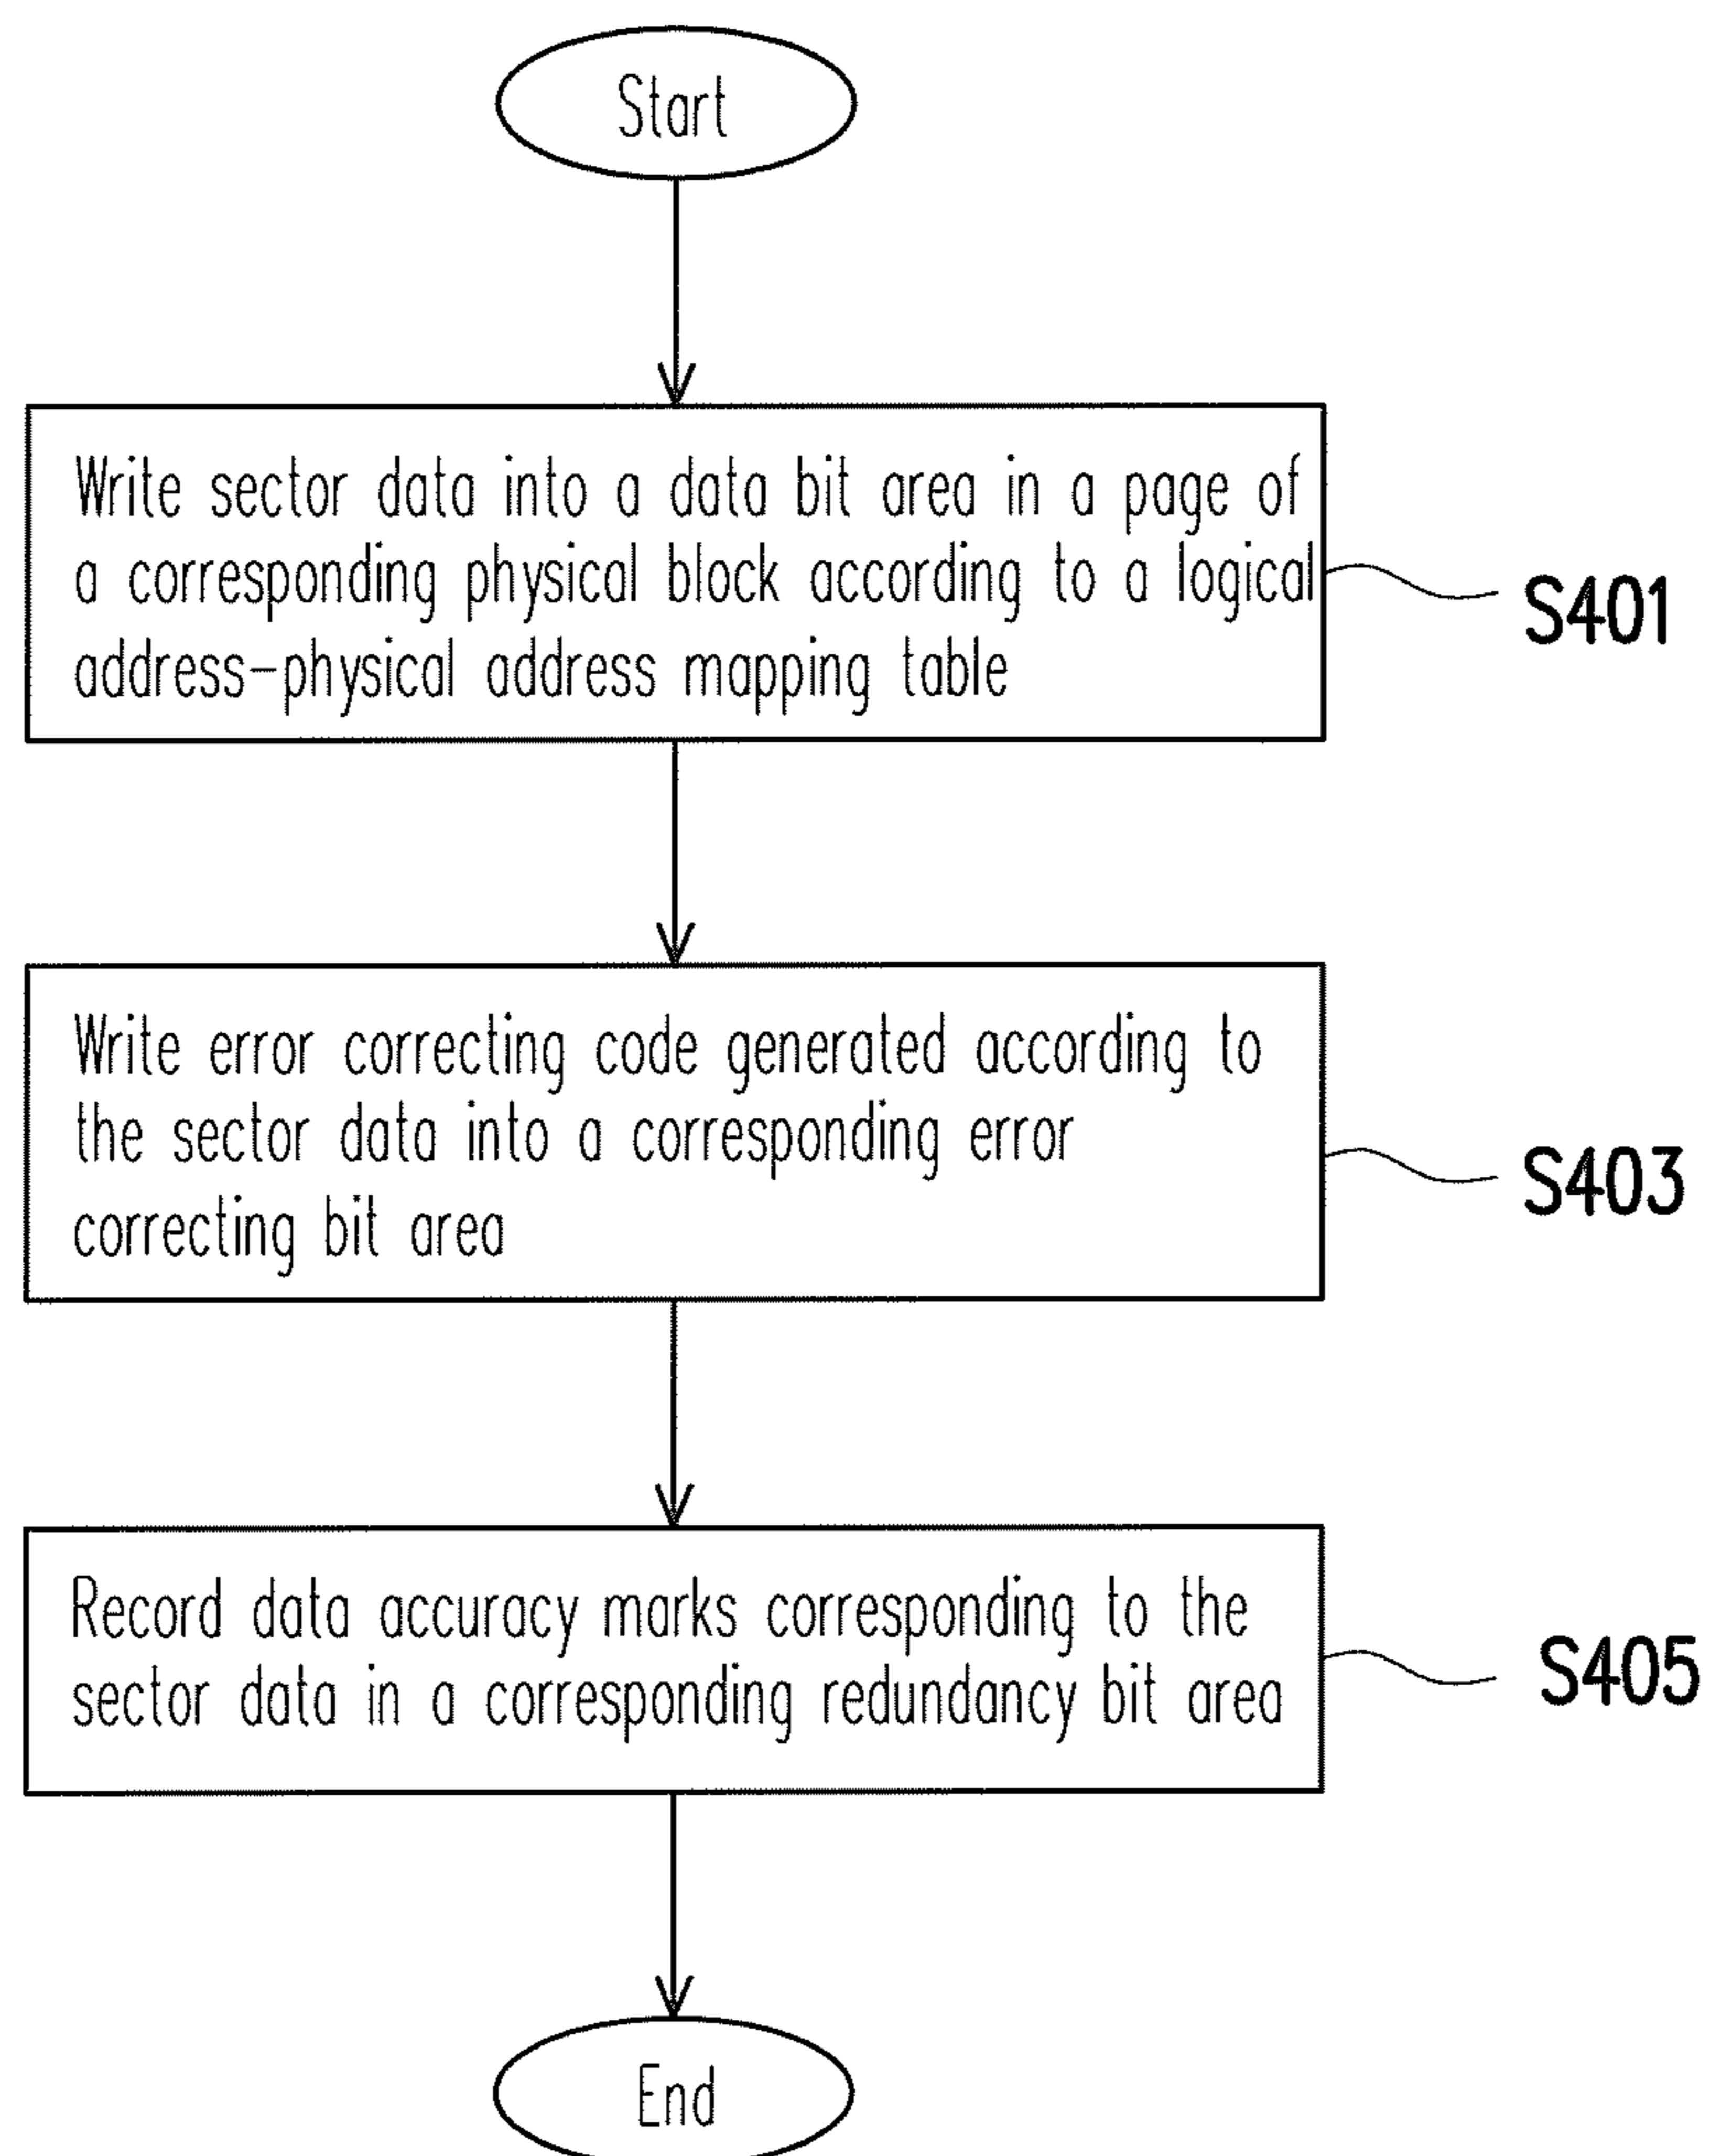 Start
Write sector data into a data bit area in a page of
a corresponding physical block according to a logical
address-physical address mapping table
S401
Write error correcting code generated according to
the sector data into a corresponding error
correcting bit area
S403
Record data accuracy marks corresponding to the
sector data in a corresponding redundancy bit area
S405
End